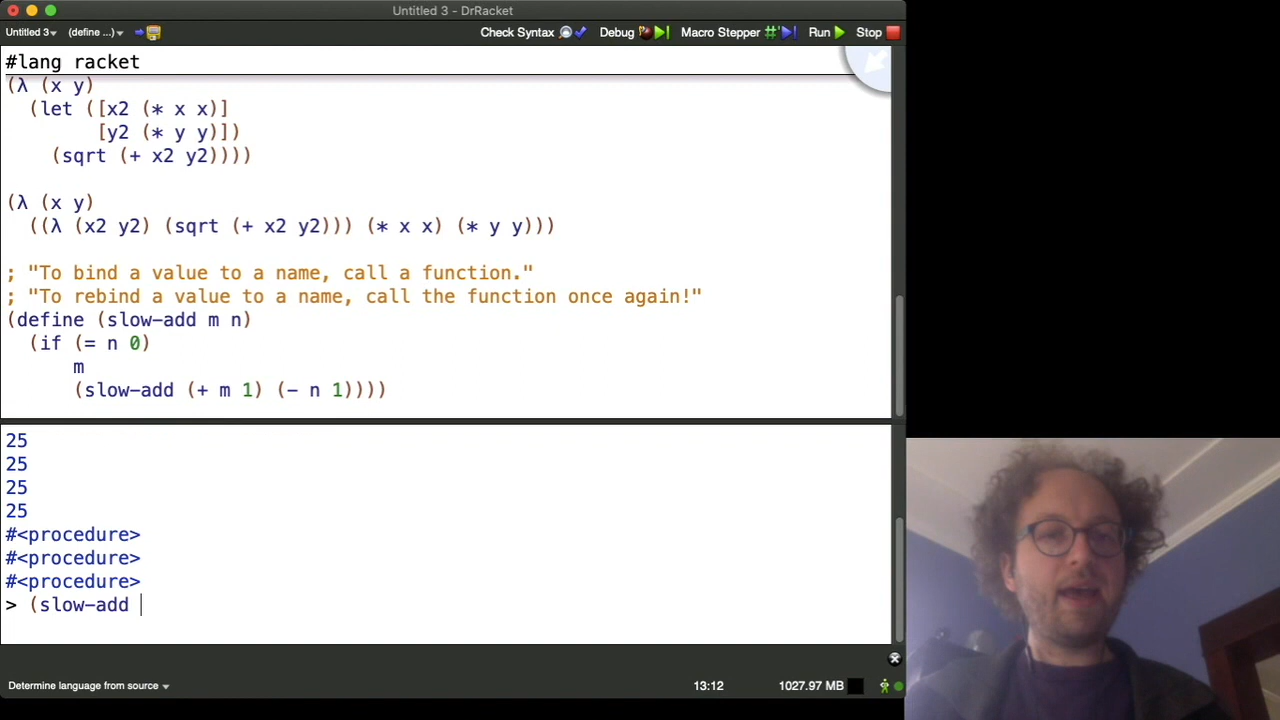 Untitled 3 - DrRacket
Untitled 3 (define ...) Check Syntax Debug Macro Stepper Run Stop
#lang racket
(λ (x y)
(let ([x2 (* x x)]
[y2 (* y y)])
(sqrt (+ x2 y2))))
(λ (x y)
((λ (x2 y2) (sqrt (+ x2 y2))) (* x x) (* y y)))
; "To bind a value to a name, call a function."
; "To rebind a value to a name, call the function once again!"
(define (slow-add m n)
(if (= n 0)
m
(slow-add (+ m 1) (- n 1))))
25
25
25
25
#<procedure>
#<procedure>
#<procedure>
> (slow-add
Determine language from source 13:12 1027.97 MB